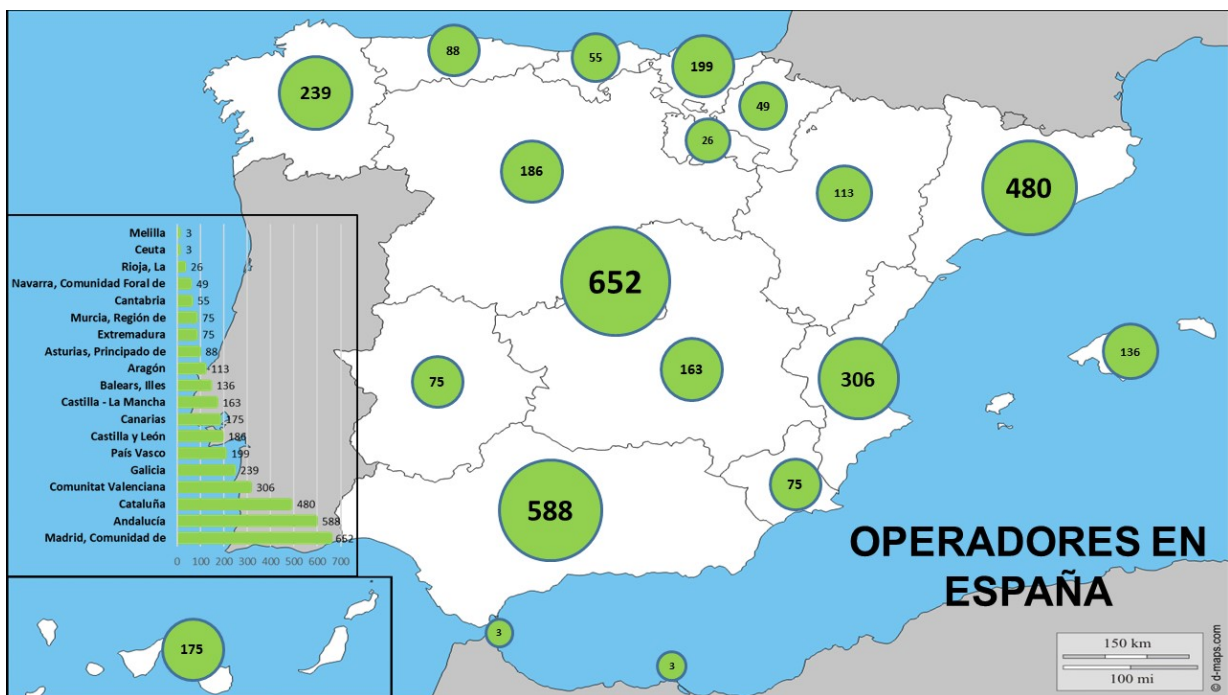 88
55
199
239
49
26
186
113
480
652
136
75
163
306
588
75
Melilla 3
Ceuta 3
Rioja, La 26
Navarra, Comunidad Foral de 49
Cantabria 55
Murcia, Región de 75
Extremadura 75
Asturias, Principado de 88
Aragón 113
Balears, Illes 136
Castilla - La Mancha 163
Canarias 175
Castilla y León 186
País Vasco 199
Galicia 239
Comunitat Valenciana 306
Cataluña 480
Andalucía 588
Madrid, Comunidad de 652
0 100 200 300 400 500 600 700
OPERADORES EN
ESPAÑA
175
3
3
150 km
100 mi
© d-maps.com